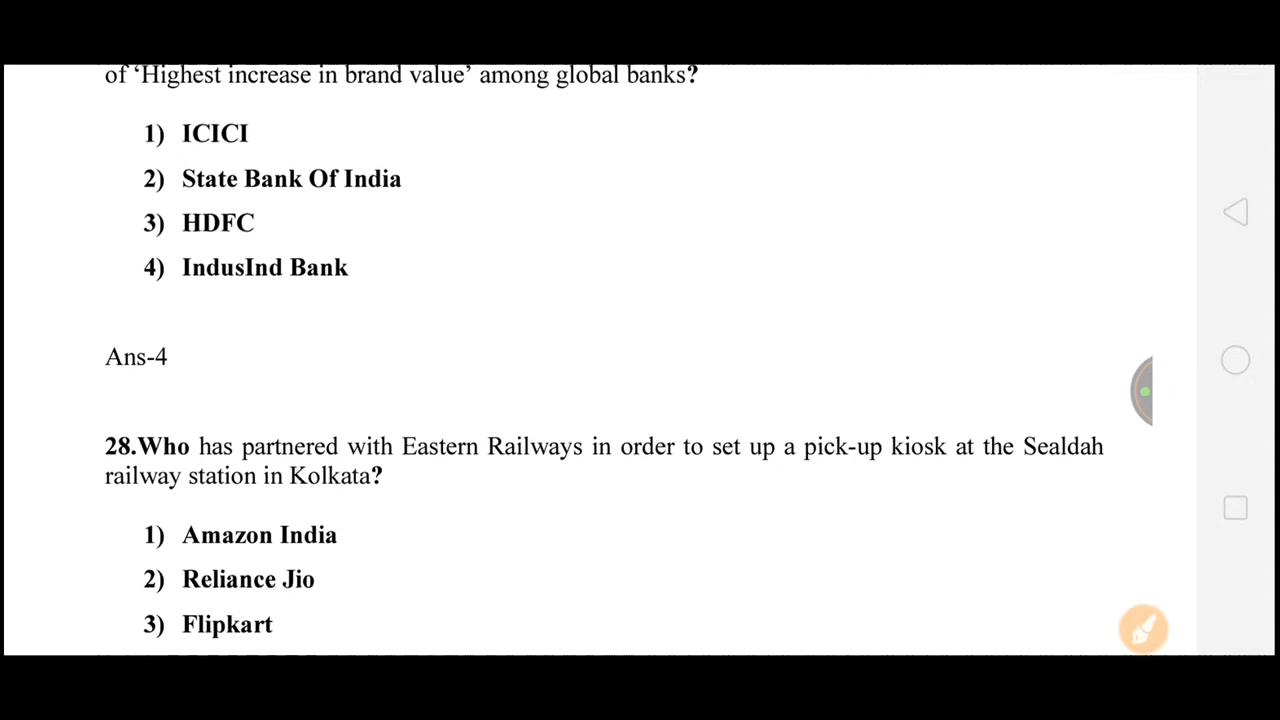 of ‘Highest increase in brand value’ among global banks?
1) ICICI
2) State Bank Of India
3) HDFC
4) IndusInd Bank
Ans-4
28.Who has partnered with Eastern Railways in order to set up a pick-up kiosk at the Sealdah
railway station in Kolkata?
1) Amazon India
2) Reliance Jio
3) Flipkart